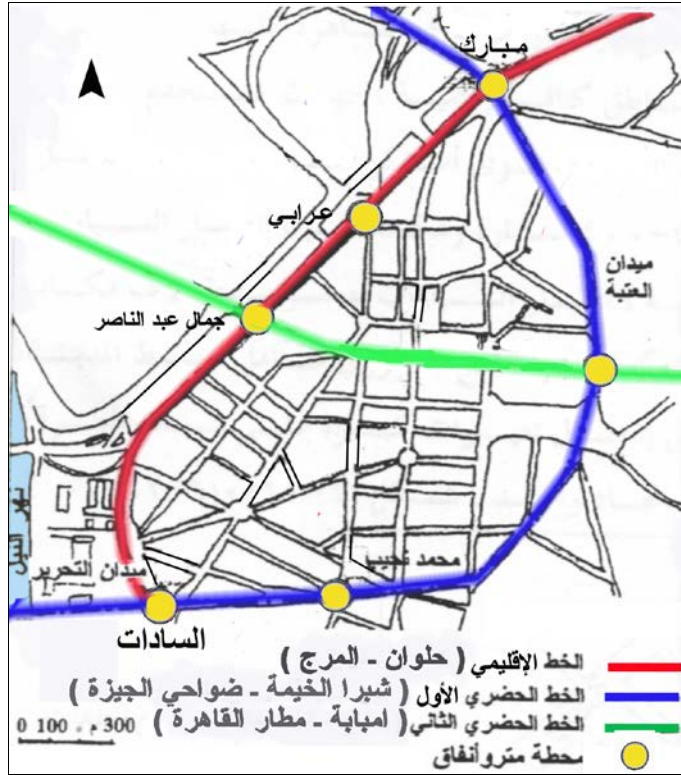 مبارك
عرابي
ميدان
العتبة
جمال عبد الناصر
نهر النيل
محمد نجيب
ميدان التحرير
السادات
الخط الإقليمي ( حلوان - المرج )
الخط الحضري الأول ( شبرا الخيمة - ضواحي الجيزة )
الخط الحضري الثاني ( امبابة - مطار القاهرة )
محطة مترو أنفاق
0 100 م . 300